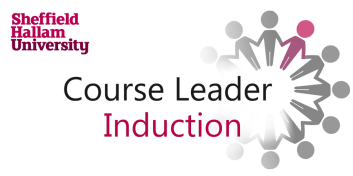 Sheffield
Hallam
University
Course Leader
Induction